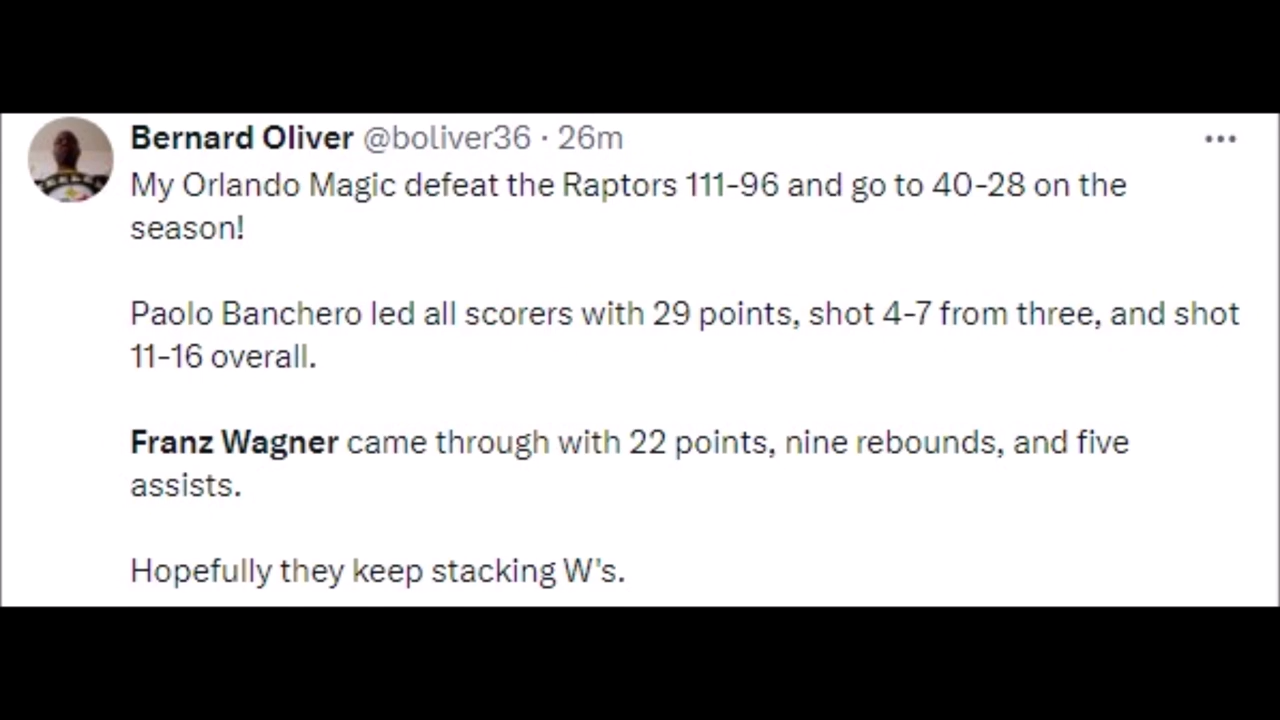 Bernard Oliver @boliver36 · 26m
My Orlando Magic defeat the Raptors 111-96 and go to 40-28 on the
season!
Paolo Banchero led all scorers with 29 points, shot 4-7 from three, and shot
11-16 overall.
Franz Wagner came through with 22 points, nine rebounds, and five
assists.
Hopefully they keep stacking W's.